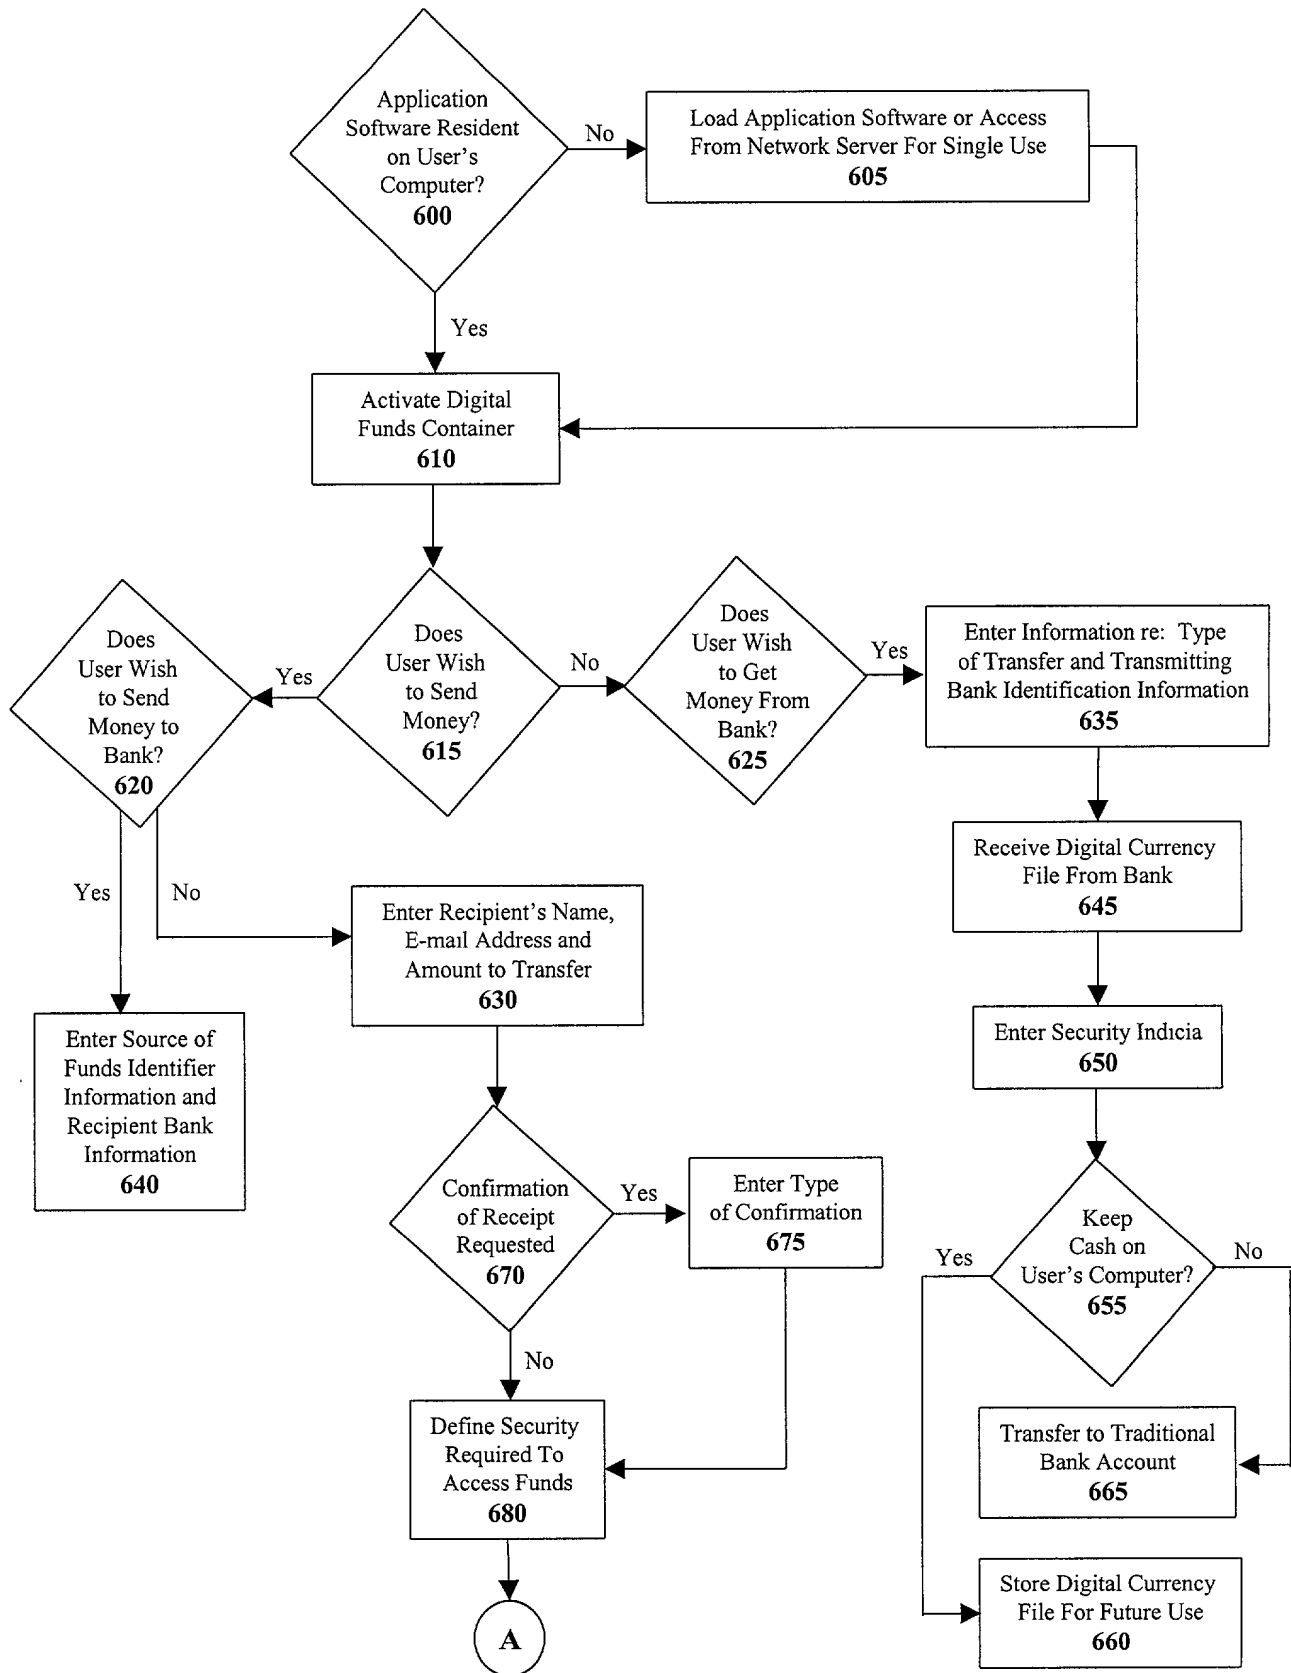 Application
Software Resident
on User's
Computer?
600
No
Load Application Software or Access
From Network Server For Single Use
605
Yes
Activate Digital
Funds Container
610
Does
User Wish
to Send
Money to
Bank?
620
Yes
Does
User Wish
to Send
Money?
615
No
Does
User Wish
to Get
Money From
Bank?
625
Yes
Enter Information re: Type
of Transfer and Transmitting
Bank Identification Information
635
Receive Digital Currency
File From Bank
645
Yes
No
Enter Recipient's Name,
E-mail Address and
Amount to Transfer
630
Enter Source of
Funds Identifier
Information and
Recipient Bank
Information
640
Enter Security Indicia
650
Confirmation
of Receipt
Requested
670
Yes
Enter Type
of Confirmation
675
Keep
Cash on
User's Computer?
655
Yes
No
No
Define Security
Required To
Access Funds
680
Transfer to Traditional
Bank Account
665
Store Digital Currency
File For Future Use
660
A